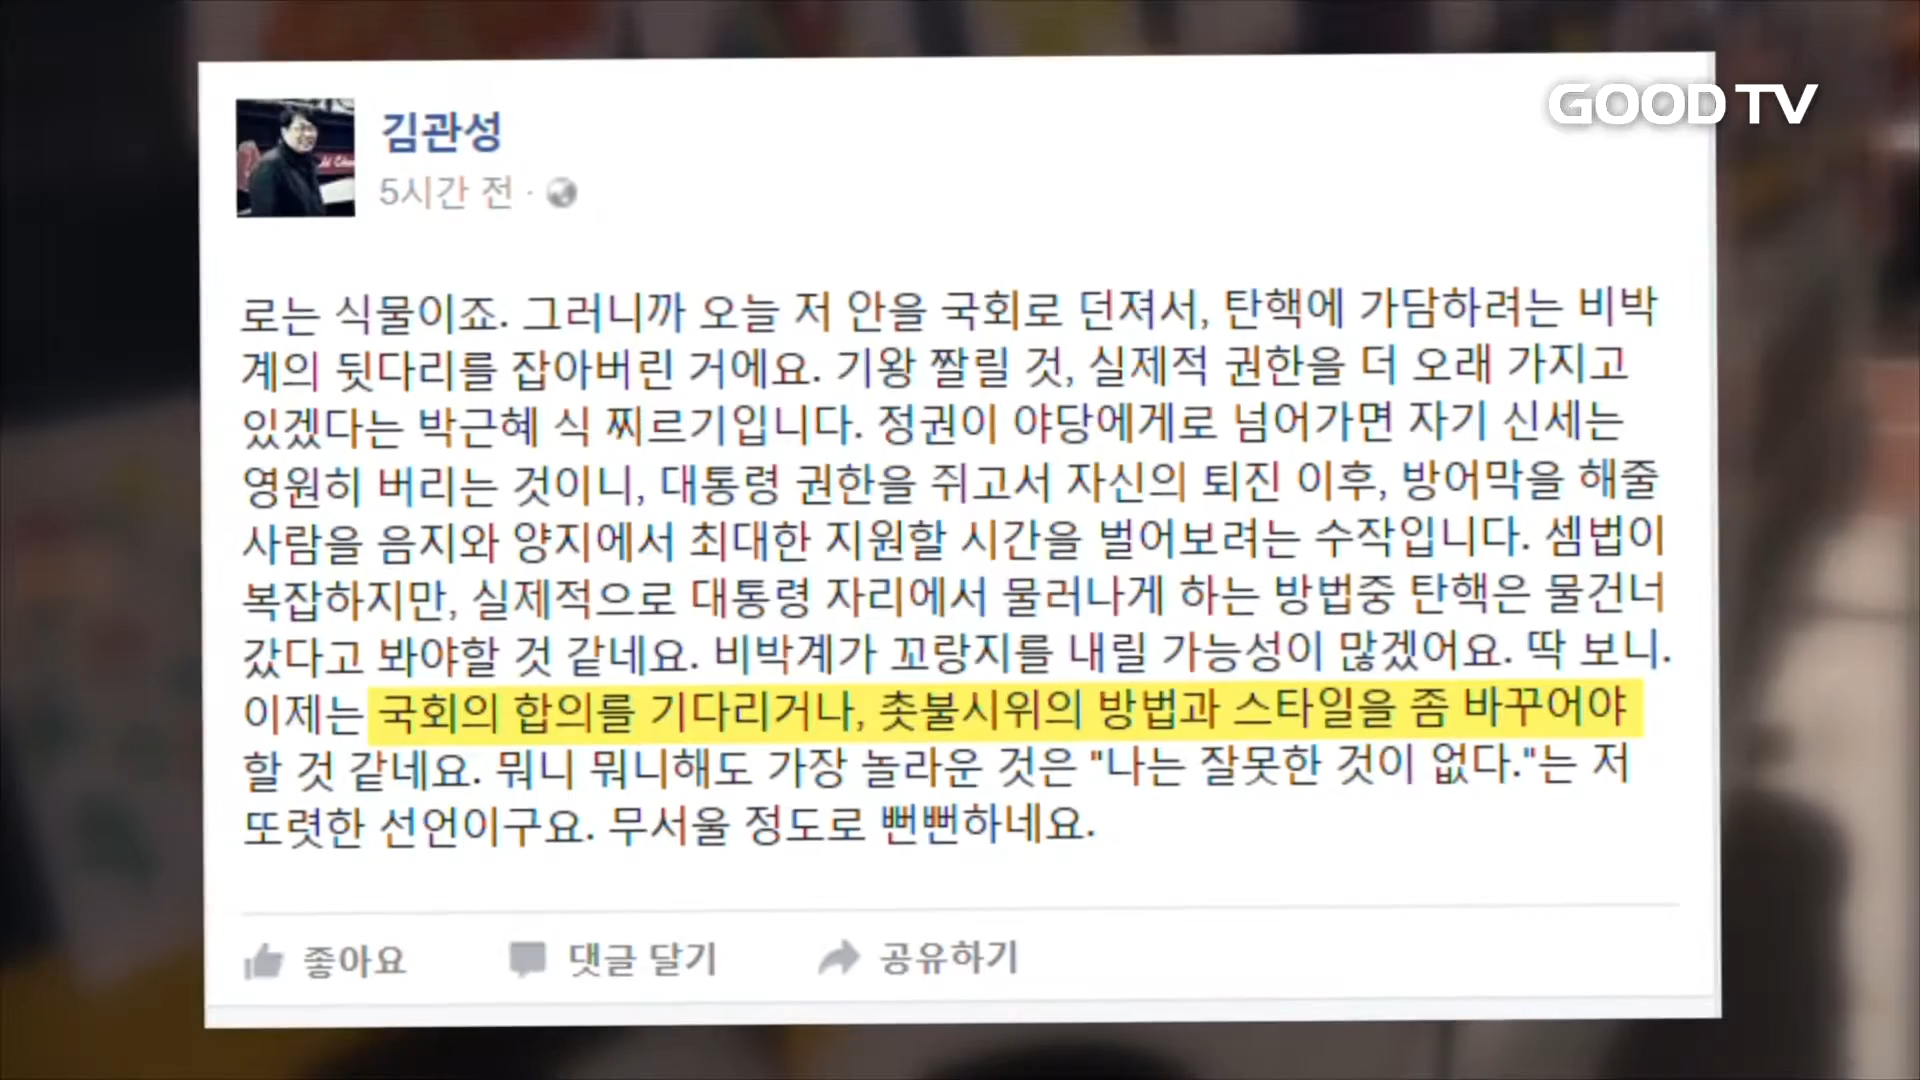 GOOD TV
김관성
5시간 전 ·
로는 식물이죠. 그러니까 오늘 저 안을 국회로 던져서, 탄핵에 가담하려는 비박
계의 뒷다리를 잡아버린 거에요. 기왕 짤릴 것, 실제적 권한을 더 오래 가지고
있겠다는 박근혜 식 찌르기입니다. 정권이 야당에게로 넘어가면 자기 신세는
영원히 버리는 것이니, 대통령 권한을 쥐고서 자신의 퇴진 이후, 방어막을 해줄
사람을 음지와 양지에서 최대한 지원할 시간을 벌어보려는 수작입니다. 셈법이
복잡하지만, 실제적으로 대통령 자리에서 물러나게 하는 방법중 탄핵은 물건너
갔다고 봐야할 것 같네요. 비박계가 꼬랑지를 내릴 가능성이 많겠어요. 딱 보니.
이제는 국회의 합의를 기다리거나, 촛불시위의 방법과 스타일을 좀 바꾸어야
할 것 같네요. 뭐니 뭐니해도 가장 놀라운 것은 "나는 잘못한 것이 없다."는 저
또렷한 선언이구요. 무서울 정도로 뻔뻔하네요.
좋아요 댓글 달기 공유하기